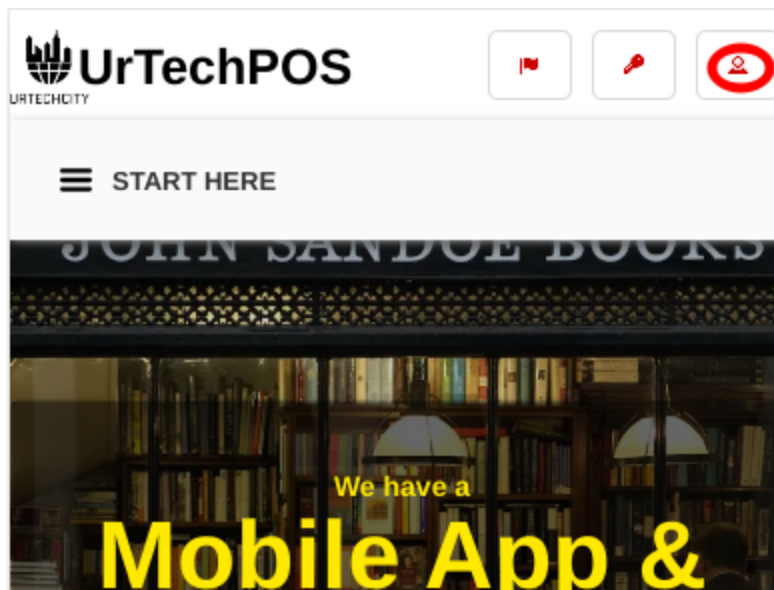 UrTechPOS
URTECHCITY
START HERE
JOHN SANDOE BOOKS
We have a
Mobile App &